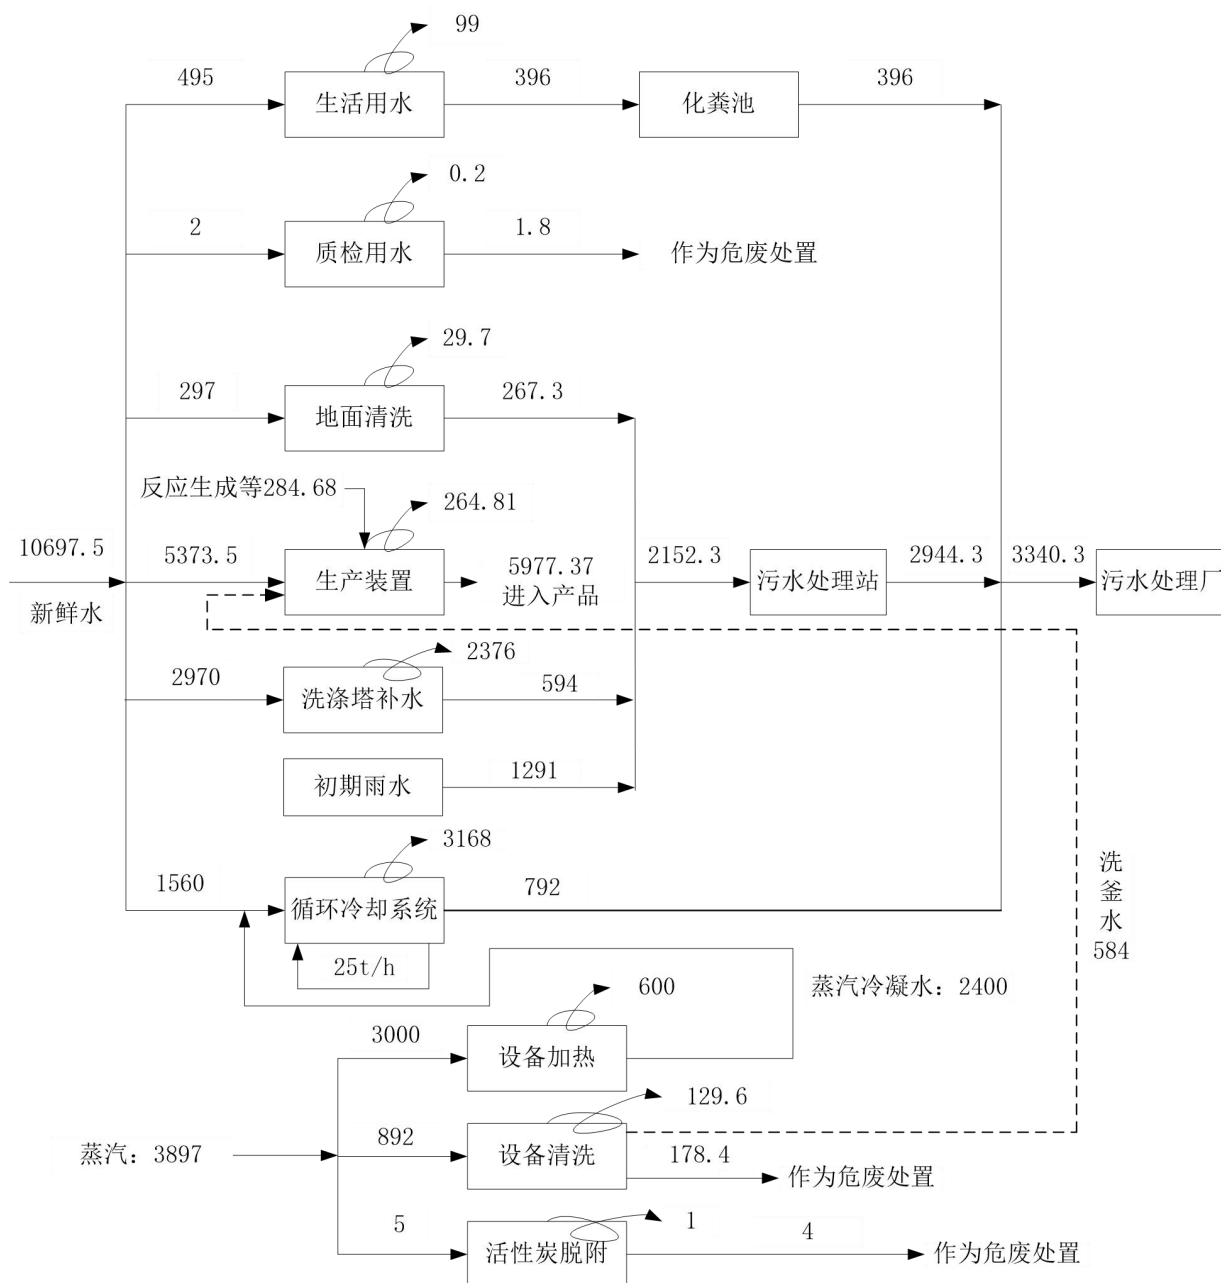 99
495
生活用水
396
化粪池
396
0.2
2
质检用水
1.8
作为危废处置
29.7
297
地面清洗
267.3
反应生成等284.68
264.81
10697.5
新鲜水
5373.5
生产装置
5977.37
进入产品
2152.3
污水处理站
2944.3
3340.3
污水处理厂
2376
2970
洗涤塔补水
594
初期雨水
1291
3168
1560
循环冷却系统
792
25t/h
洗
釜
水
584
蒸汽冷凝水：2400
600
3000
设备加热
129.6
蒸汽：3897
892
设备清洗
178.4
作为危废处置
5
活性炭脱附
1
4
作为危废处置